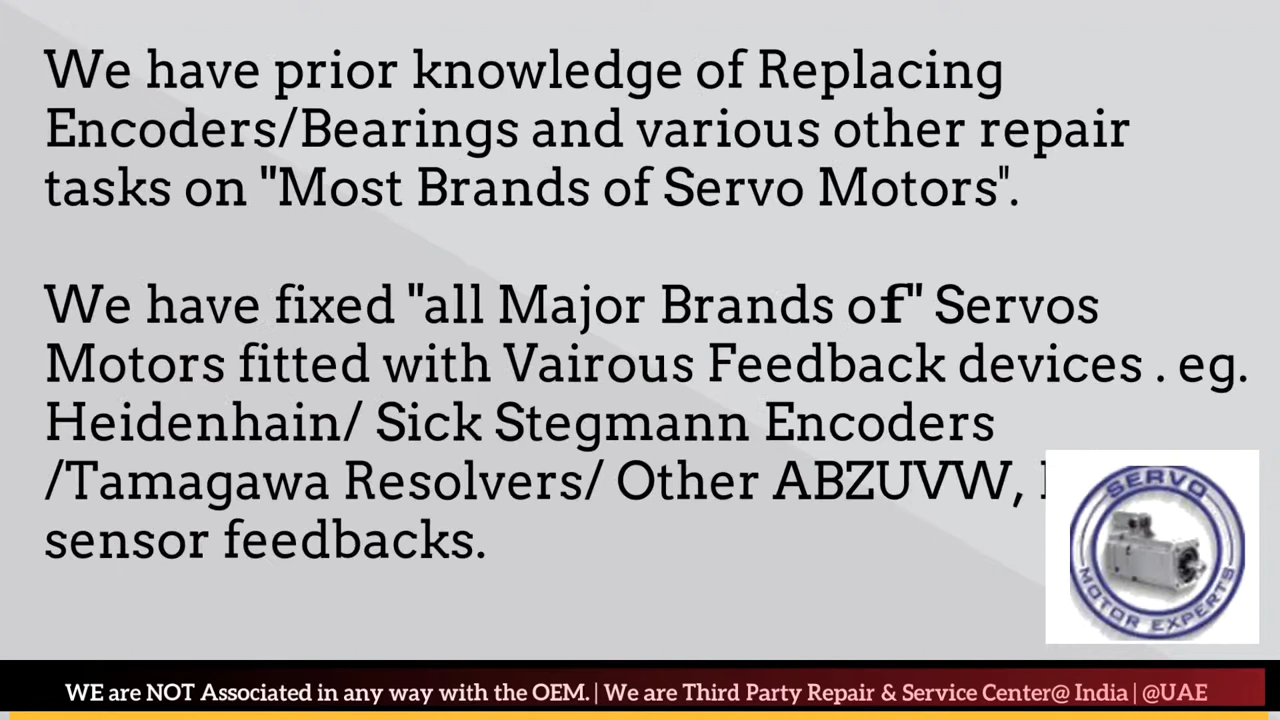 We have prior knowledge of Replacing
Encoders/Bearings and various other repair
tasks on "Most Brands of Servo Motors".
We have fixed "all Major Brands of" Servos
Motors fitted with Vairous Feedback devices . eg.
Heidenhain/ Sick Stegmann Encoders
/Tamagawa Resolvers/ Other ABZUVW,
sensor feedbacks.
SERVO
MOTOR EXPERTS
WE are NOT Associated in any way with the OEM. | We are Third Party Repair & Service Center@ India | @UAE